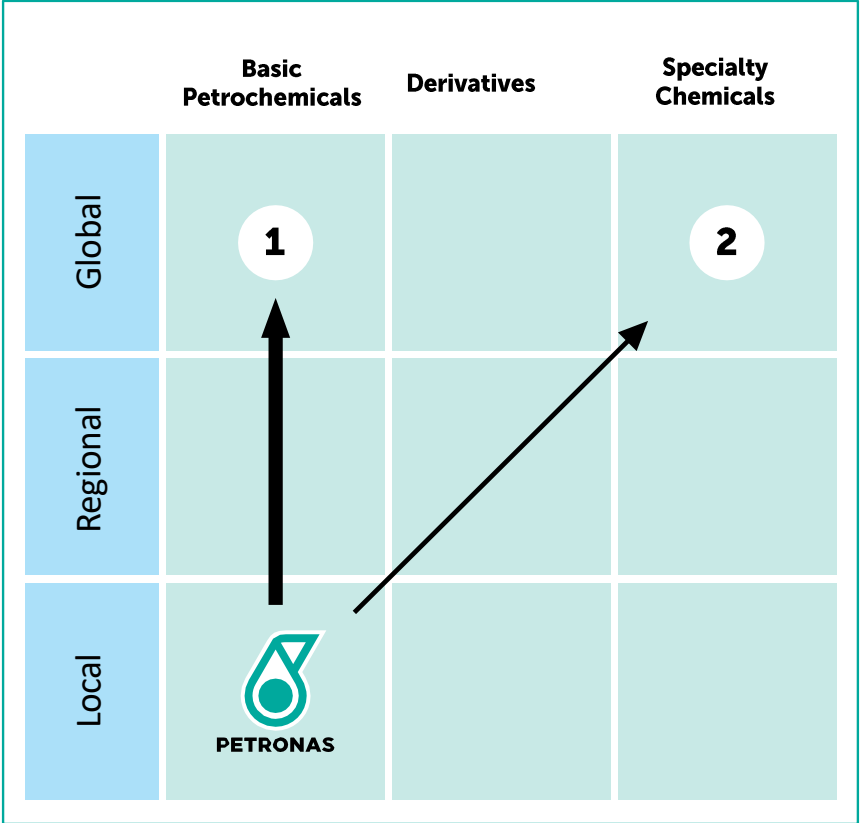 Basic
Petrochemicals
Derivatives
Specialty
Chemicals
Global
1
2
Regional
Local
PETRONAS